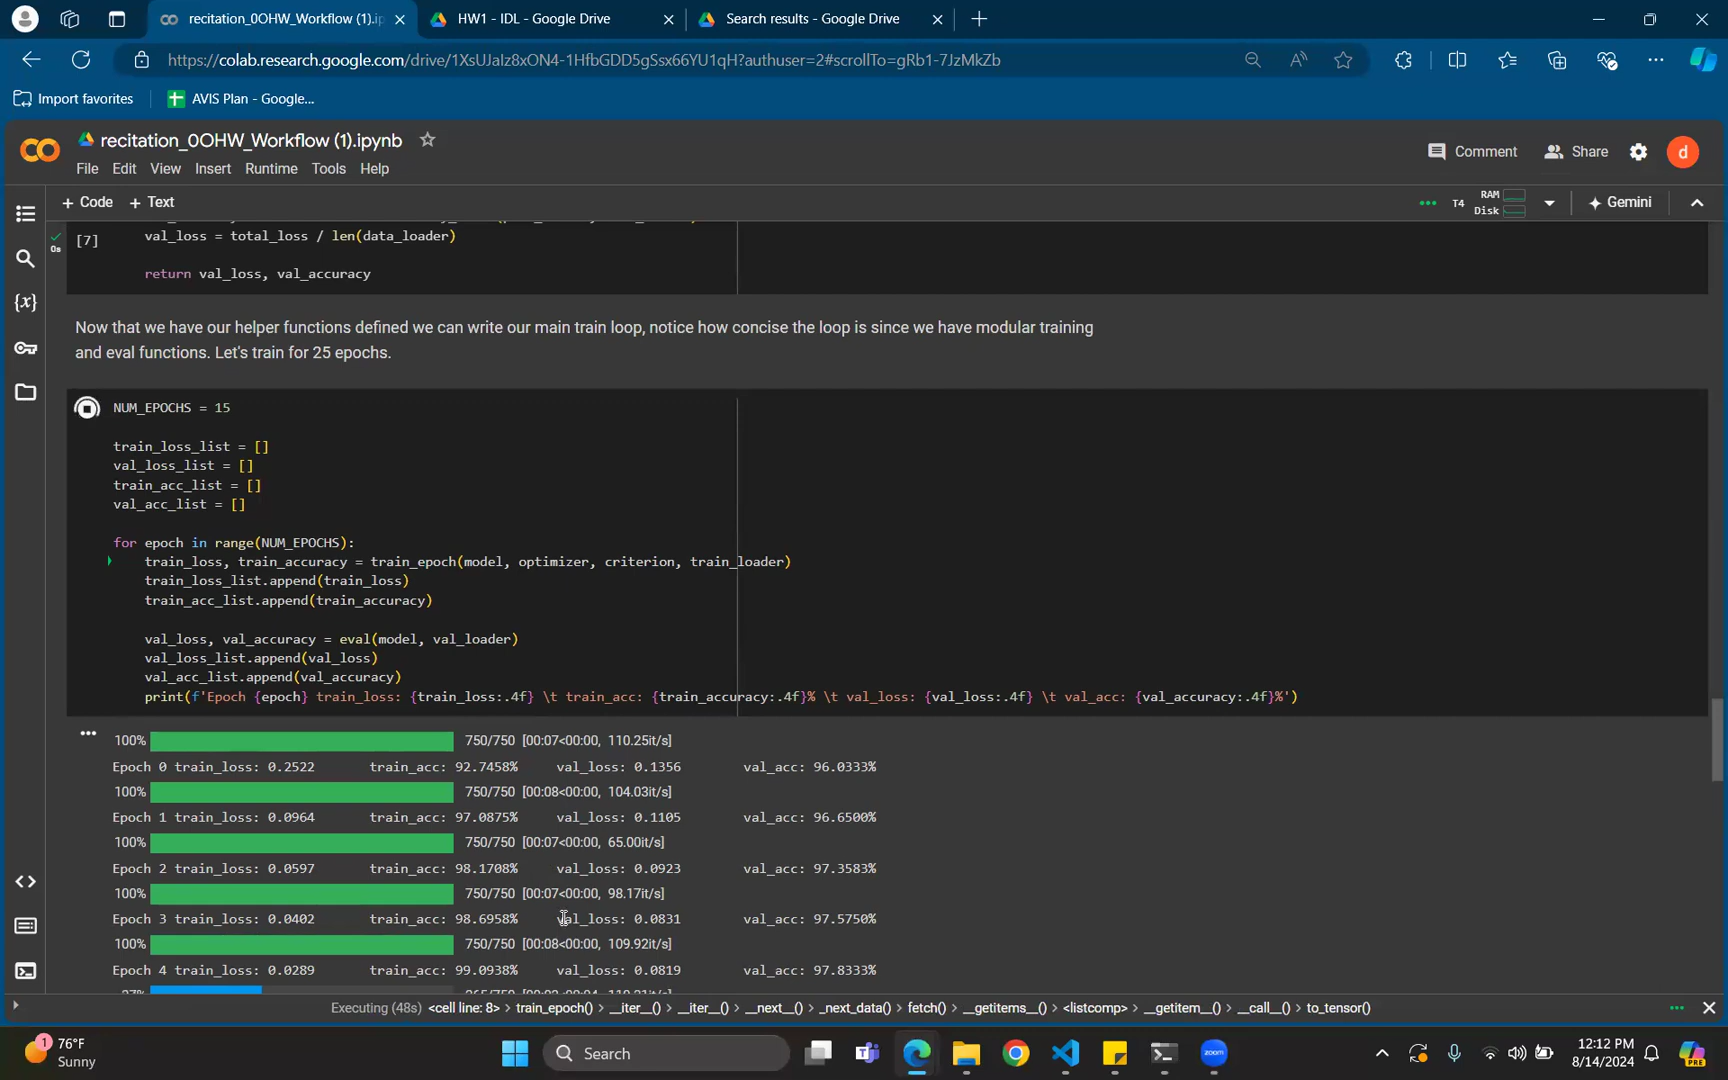 recitation_0OHW_Workflow (1).ip
HW1 - IDL - Google Drive
Search results - Google Drive
https://colab.research.google.com/drive/1XsUJaIz8xON4-1HfbGDD5gSsx66YU1qH?authuser=2#scrollTo=gRb1-7JzMkZb
Import favorites
AVIS Plan - Google...
recitation_0OHW_Workflow (1).ipynb
Comment
Share
d
File Edit View Insert Runtime Tools Help
+ Code + Text
T4
RAM
Disk
Gemini
0s
[7]
val_loss = total_loss / len(data_loader)
return val_loss, val_accuracy
Now that we have our helper functions defined we can write our main train loop, notice how concise the loop is since we have modular training
and eval functions. Let's train for 25 epochs.
NUM_EPOCHS = 15
train_loss_list = []
val_loss_list = []
train_acc_list = []
val_acc_list = []
for epoch in range(NUM_EPOCHS):
train_loss, train_accuracy = train_epoch(model, optimizer, criterion, train_loader)
train_loss_list.append(train_loss)
train_acc_list.append(train_accuracy)
val_loss, val_accuracy = eval(model, val_loader)
val_loss_list.append(val_loss)
val_acc_list.append(val_accuracy)
print(f'Epoch {epoch} train_loss: {train_loss:.4f} \t train_acc: {train_accuracy:.4f}% \t val_loss: {val_loss:.4f} \t val_acc: {val_accuracy:.4f}%')
100% 750/750 [00:07<00:00, 110.25it/s]
Epoch 0 train_loss: 0.2522 train_acc: 92.7458% val_loss: 0.1356 val_acc: 96.0333%
100% 750/750 [00:08<00:00, 104.03it/s]
Epoch 1 train_loss: 0.0964 train_acc: 97.0875% val_loss: 0.1105 val_acc: 96.6500%
100% 750/750 [00:07<00:00, 65.00it/s]
Epoch 2 train_loss: 0.0597 train_acc: 98.1708% val_loss: 0.0923 val_acc: 97.3583%
100% 750/750 [00:07<00:00, 98.17it/s]
Epoch 3 train_loss: 0.0402 train_acc: 98.6958% val_loss: 0.0831 val_acc: 97.5750%
100% 750/750 [00:08<00:00, 109.92it/s]
Epoch 4 train_loss: 0.0289 train_acc: 99.0938% val_loss: 0.0819 val_acc: 97.8333%
Executing (48s) <cell line: 8> > train_epoch() > __iter__() > __iter__() > __next__() > _next_data() > fetch() > __getitems__() > <listcomp> > __getitem__() > __call__() > to_tensor()
1
76°F
Sunny
Search
zoom
12:12 PM
8/14/2024
PRE